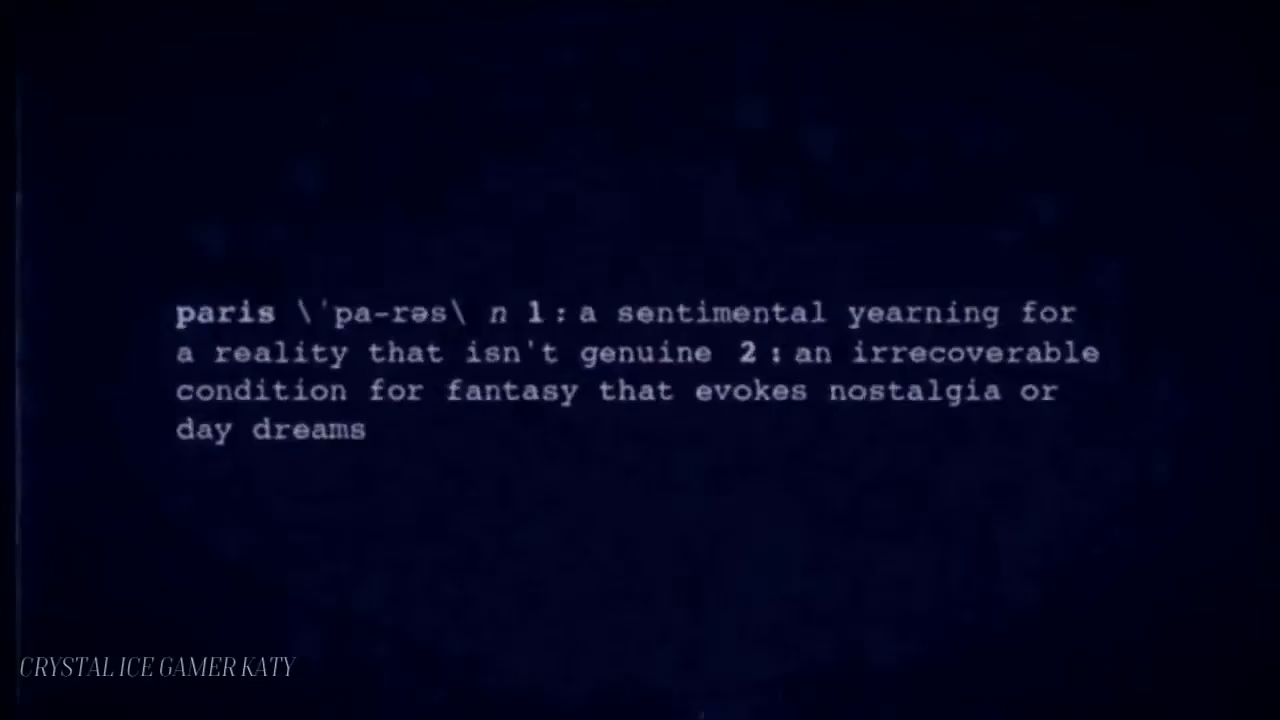 paris \ˈpa-rəs\ n 1 : a sentimental yearning for
a reality that isn't genuine 2 : an irrecoverable
condition for fantasy that evokes nostalgia or
day dreams
CRYSTAL ICE GAMER KATY